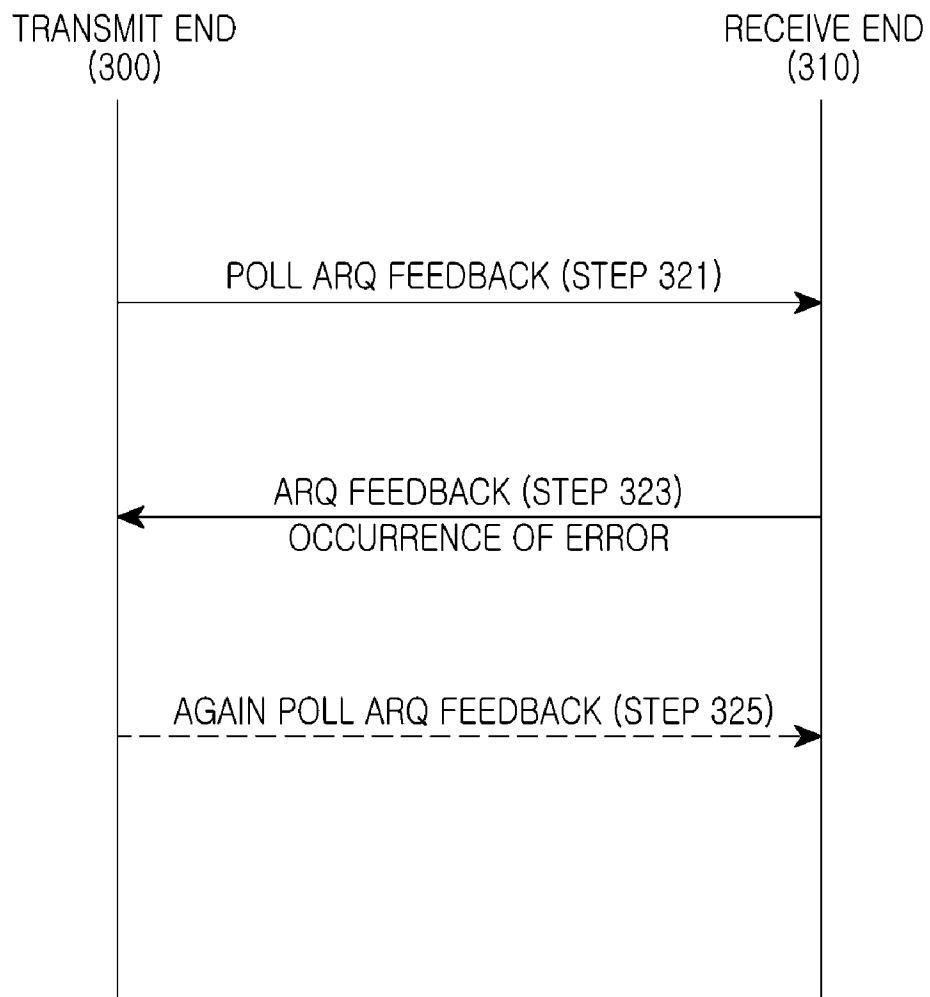 TRANSMIT END
(300)
RECEIVE END
(310)
POLL ARQ FEEDBACK (STEP 321)
ARQ FEEDBACK (STEP 323)
OCCURRENCE OF ERROR
AGAIN POLL ARQ FEEDBACK (STEP 325)